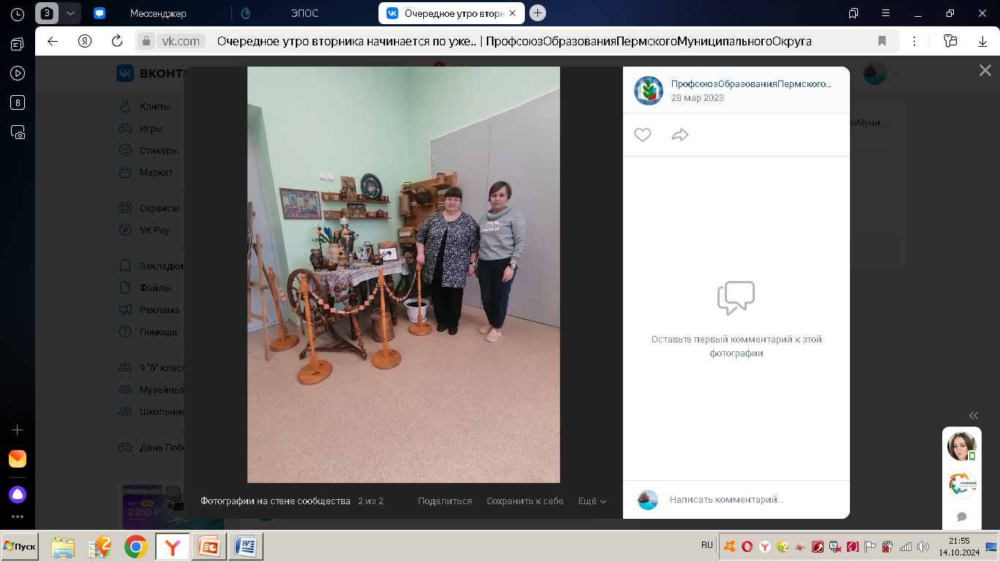 3
Мессенджер
ЭПОС
Очередное утро вторн
vk.com
Очередное утро вторника начинается по уже.. | ПрофсоюзОбразованияПермскогоМуниципальногоОкруга
8
Клипы
Игры
Стикеры
Маркет
Сервисы
VK Pay
Закладки
Файлы
Реклама
Помощь
9 "б" класс
Музейный
Школьни
День Побе
мегамаркет
2 950 ₽
ПрофсоюзОбразованияПермского...
28 мар 2023
Оставьте первый комментарий к этой
фотографии
Фотографии на стене сообщества 2 из 2
Поделиться · Сохранить к себе · Ещё
Написать комментарий...
Пуск
RU
21:55
14.10.2024